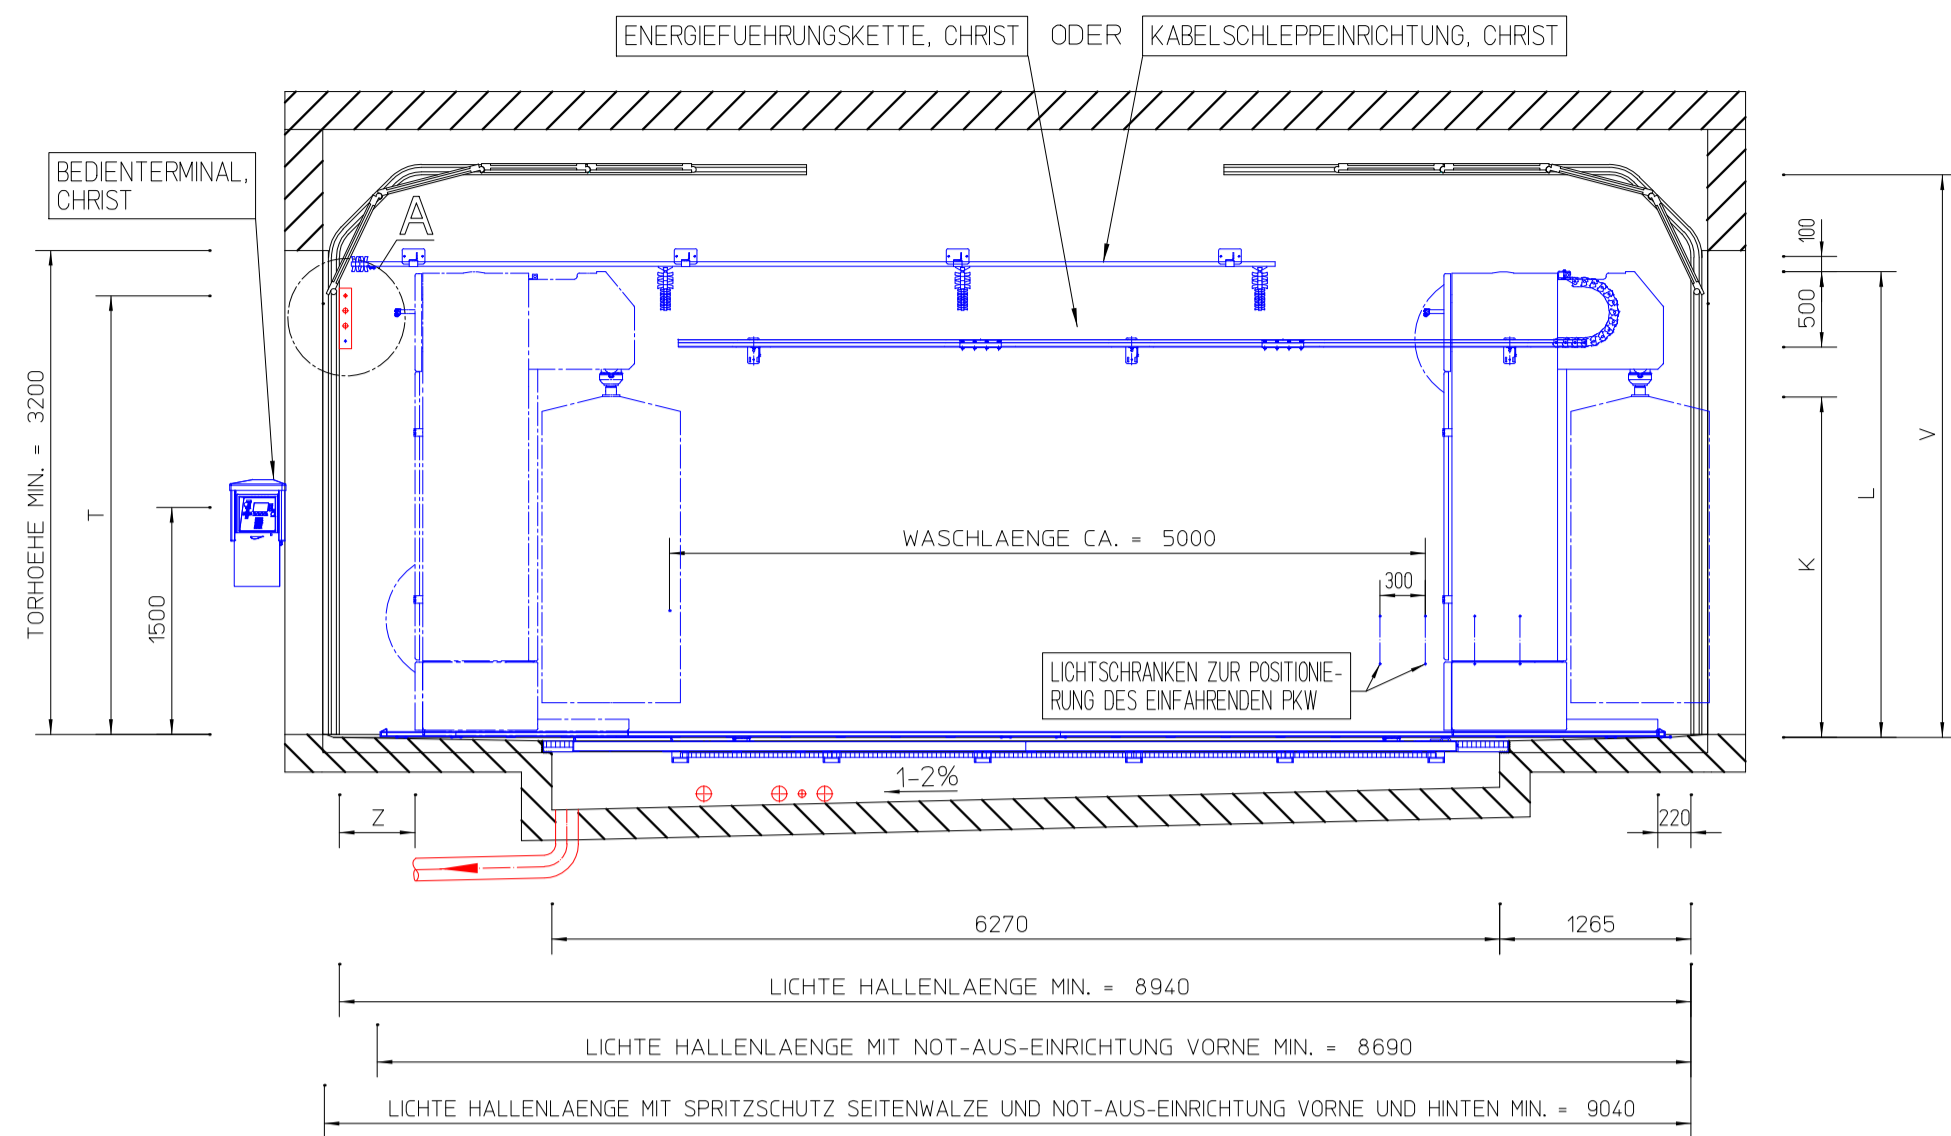 ENERGIEFUEHRUNGSKETTE, CHRIST ODER KABELSCHLEPPEINRICHTUNG, CHRIST
BEDIENTERMINAL,
CHRIST
A
TORHOEHE MIN. = 3200
T
1500
100
500
V
L
K
WASCHLAENGE CA. = 5000
300
LICHTSCHRANKEN ZUR POSITIONIE-
RUNG DES EINFAHRENDEN PKW
1-2%
Z
220
6270
1265
LICHTE HALLENLAENGE MIN. = 8940
LICHTE HALLENLAENGE MIT NOT-AUS-EINRICHTUNG VORNE MIN. = 8690
LICHTE HALLENLAENGE MIT SPRITZSCHUTZ SEITENWALZE UND NOT-AUS-EINRICHTUNG VORNE UND HINTEN MIN. = 9040